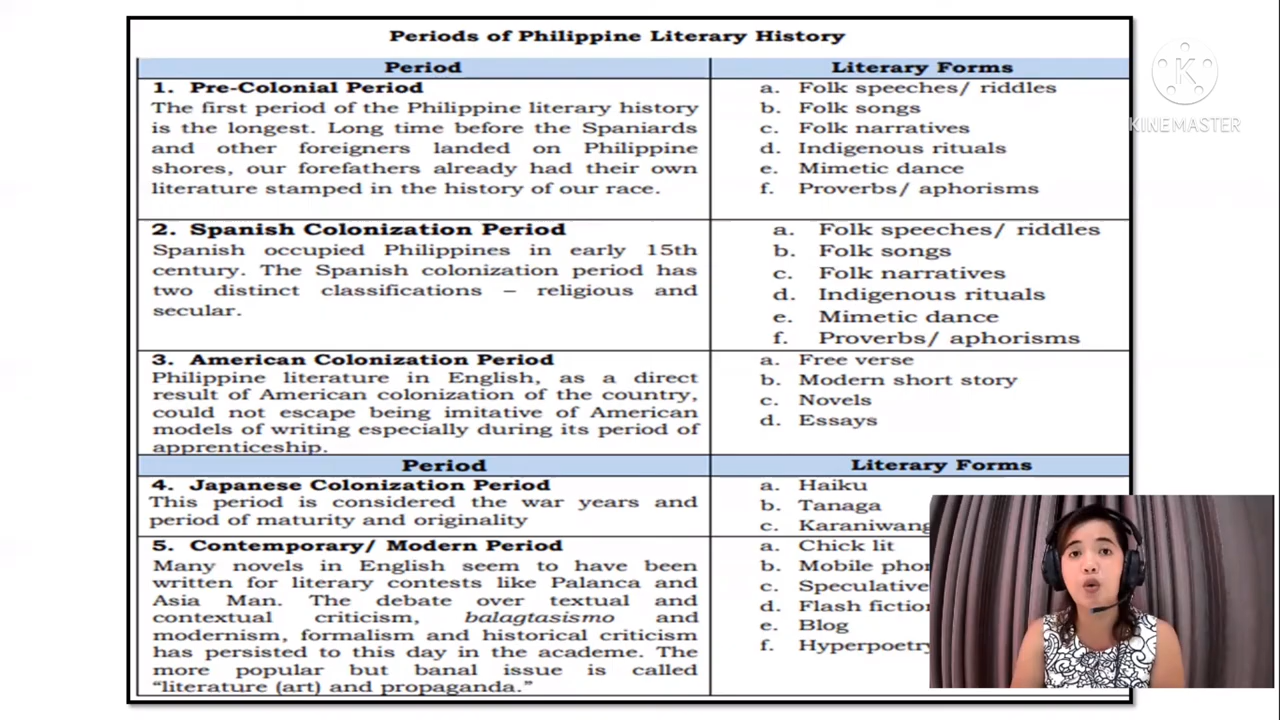 Periods of Philippine Literary History
Period
Literary Forms
1. Pre-Colonial Period
The first period of the Philippine literary history
is the longest. Long time before the Spaniards
and other foreigners landed on Philippine
shores, our forefathers already had their own
literature stamped in the history of our race.
a. Folk speeches/ riddles
b. Folk songs
c. Folk narratives
d. Indigenous rituals
e. Mimetic dance
f. Proverbs/ aphorisms
2. Spanish Colonization Period
Spanish occupied Philippines in early 15th
century. The Spanish colonization period has
two distinct classifications – religious and
secular.
a. Folk speeches/ riddles
b. Folk songs
c. Folk narratives
d. Indigenous rituals
e. Mimetic dance
f. Proverbs/ aphorisms
3. American Colonization Period
Philippine literature in English, as a direct
result of American colonization of the country,
could not escape being imitative of American
models of writing especially during its period of
apprenticeship.
a. Free verse
b. Modern short story
c. Novels
d. Essays
Period
Literary Forms
4. Japanese Colonization Period
This period is considered the war years and
period of maturity and originality
a. Haiku
b. Tanaga
c. Karaniwang
5. Contemporary/ Modern Period
Many novels in English seem to have been
written for literary contests like Palanca and
Asia Man. The debate over textual and
contextual criticism, balagtasismo and
modernism, formalism and historical criticism
has persisted to this day in the academe. The
more popular but banal issue is called
“literature (art) and propaganda.”
a. Chick lit
b. Mobile
c. Speculative
d. Flash
e. Blog
f. Hyperpoetry
K
KINEMASTER